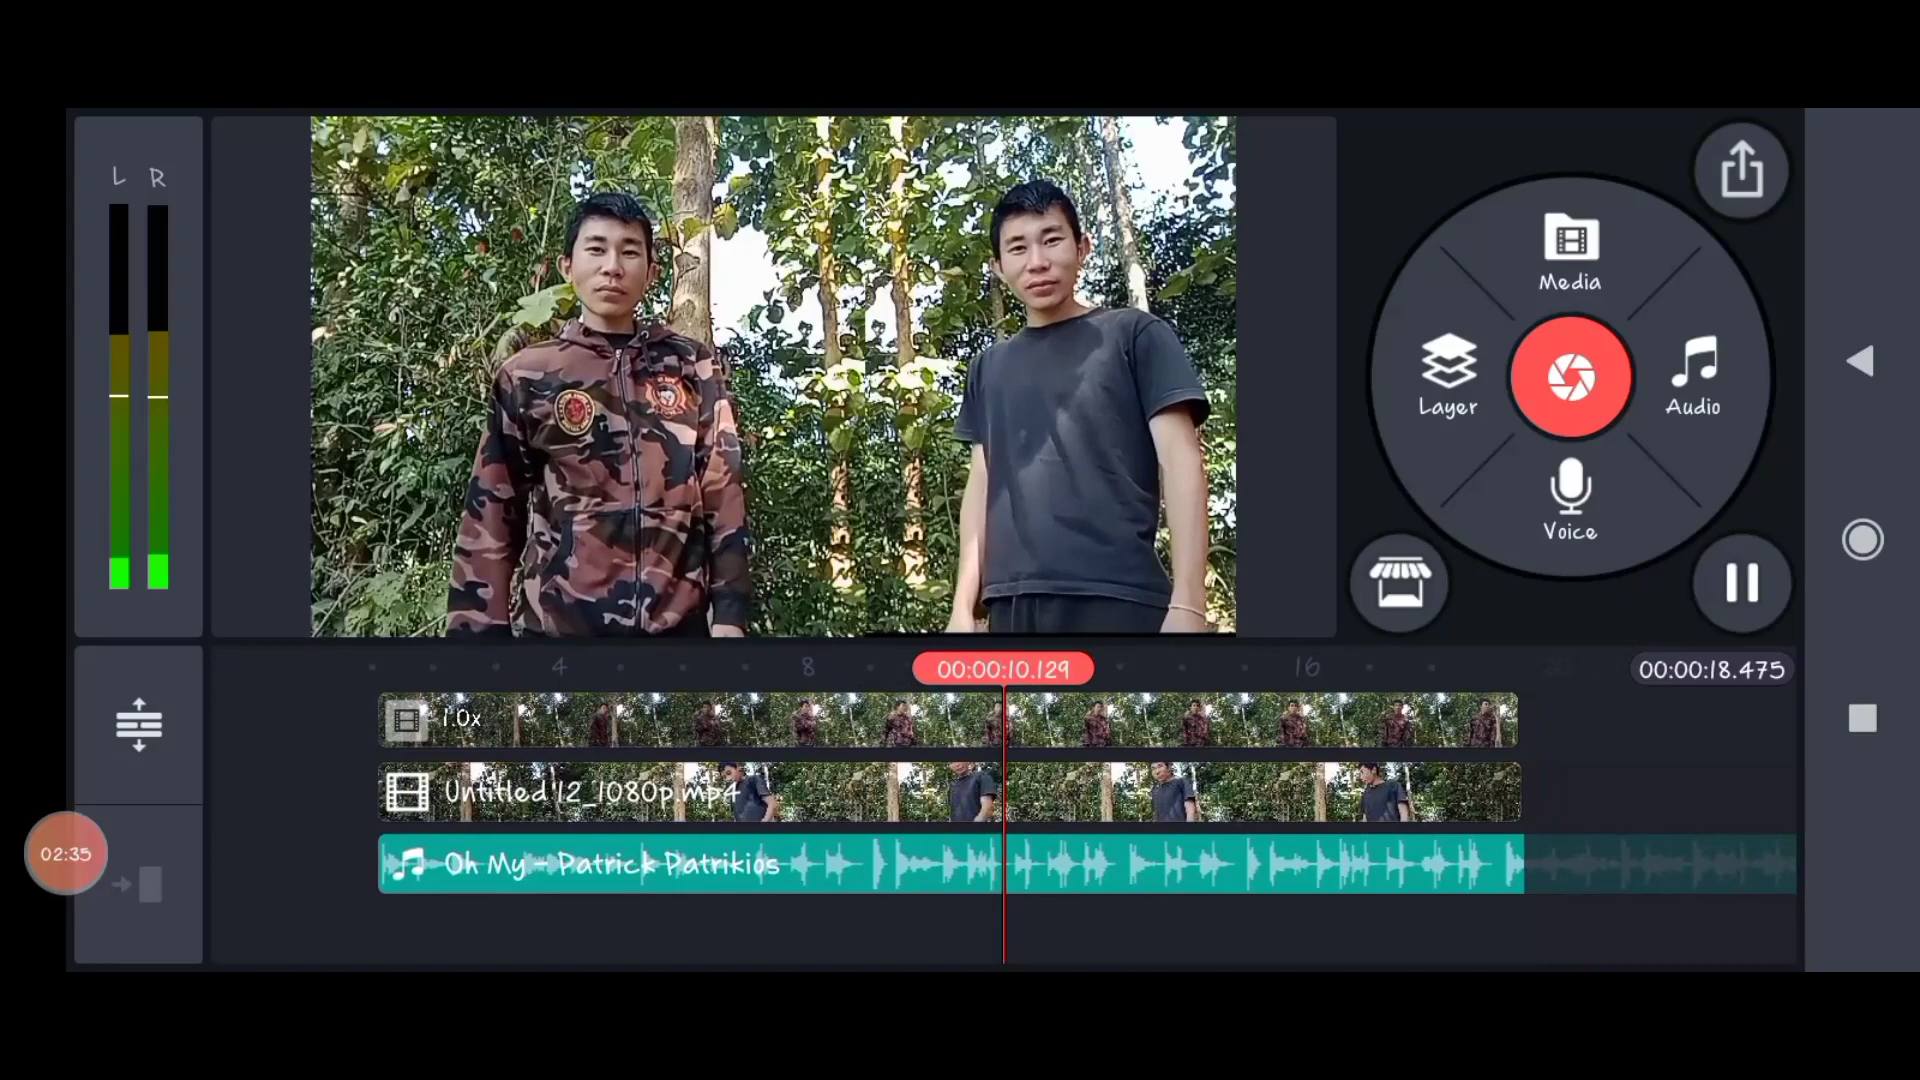 L R
Media
Layer
Audio
Voice
4
8
00:00:10.129
16
00:00:18.475
1.0x
Untitled 12_1080p.mp4
02:35
Oh My - Patrick Patrikios